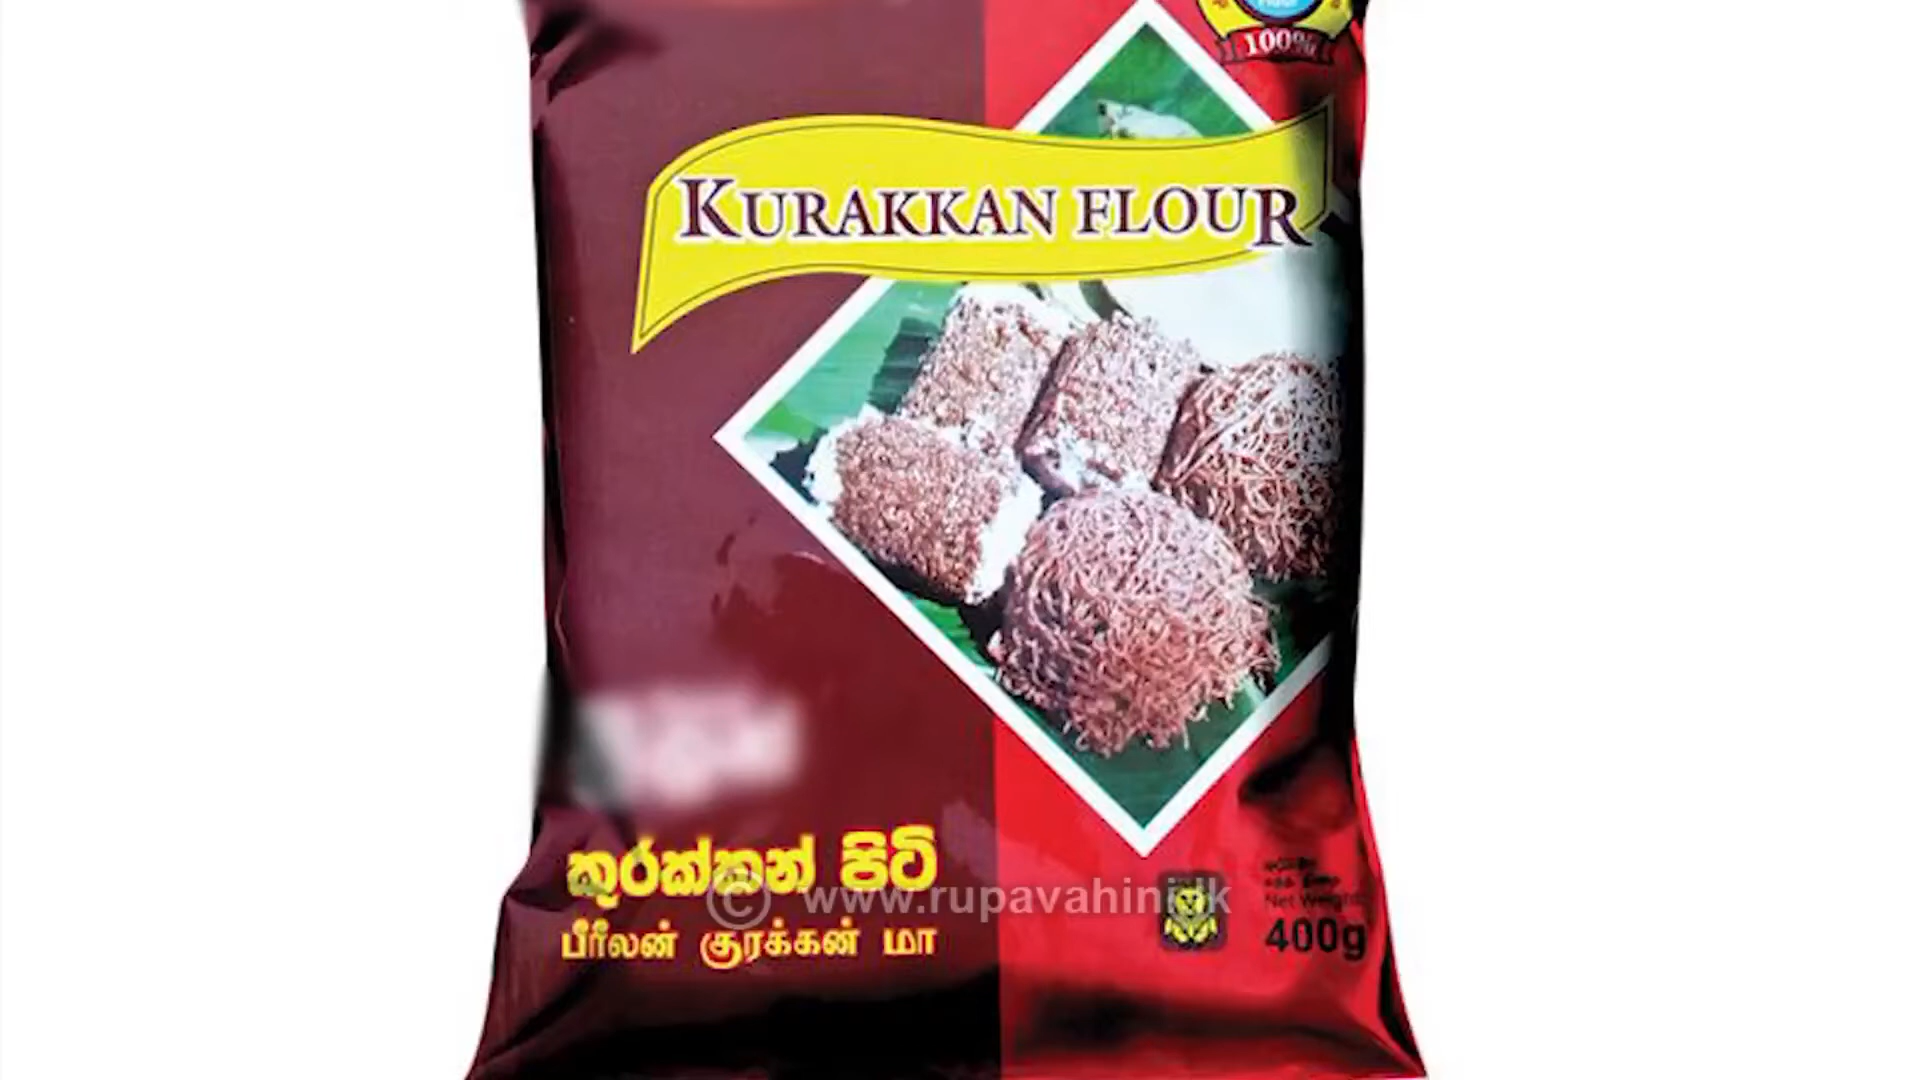 100%
KURAKKAN FLOUR
කුරක්කන් පිටි
பீரீலன் குரக்கன் மா
© www.rupavahini.lk
Net Weight
400g